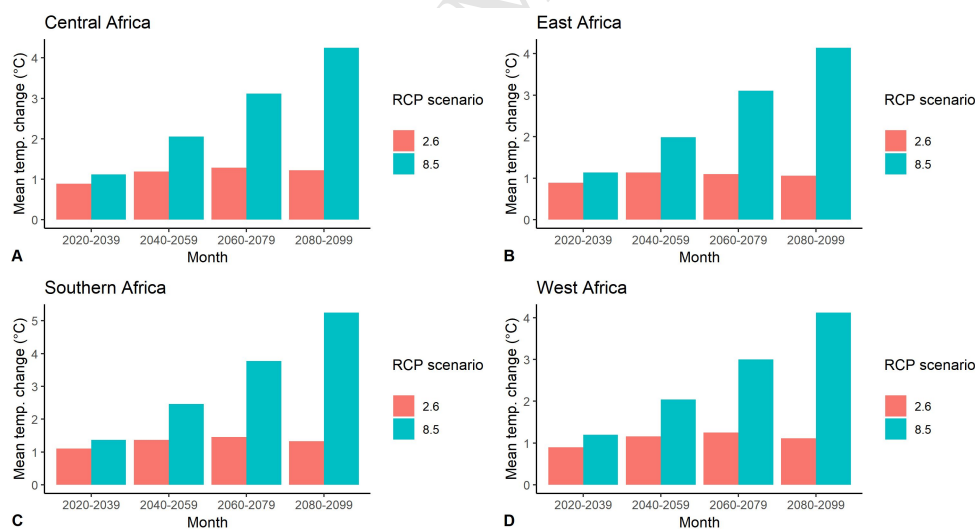 Central Africa
Mean temp. change (°C)
4
3
2
1
0
2020-2039 2040-2059 2060-2079 2080-2099
Month
RCP scenario
2.6
8.5
A
East Africa
Mean temp. change (°C)
4
3
2
1
0
2020-2039 2040-2059 2060-2079 2080-2099
Month
RCP scenario
2.6
8.5
B
Southern Africa
Mean temp. change (°C)
5
4
3
2
1
0
2020-2039 2040-2059 2060-2079 2080-2099
Month
RCP scenario
2.6
8.5
C
West Africa
Mean temp. change (°C)
4
3
2
1
0
2020-2039 2040-2059 2060-2079 2080-2099
Month
RCP scenario
2.6
8.5
D